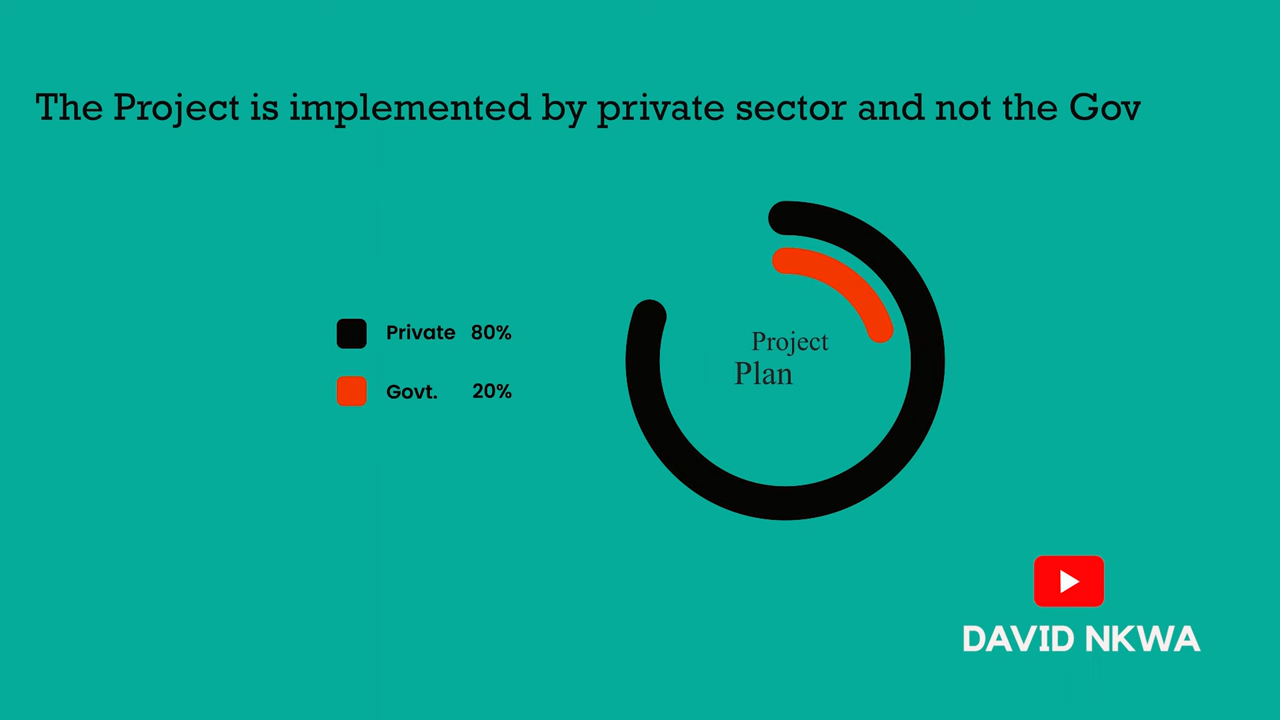 The Project is implemented by private sector and not the Gov
Private 80%
Govt. 20%
Project
Plan
DAVID NKWA